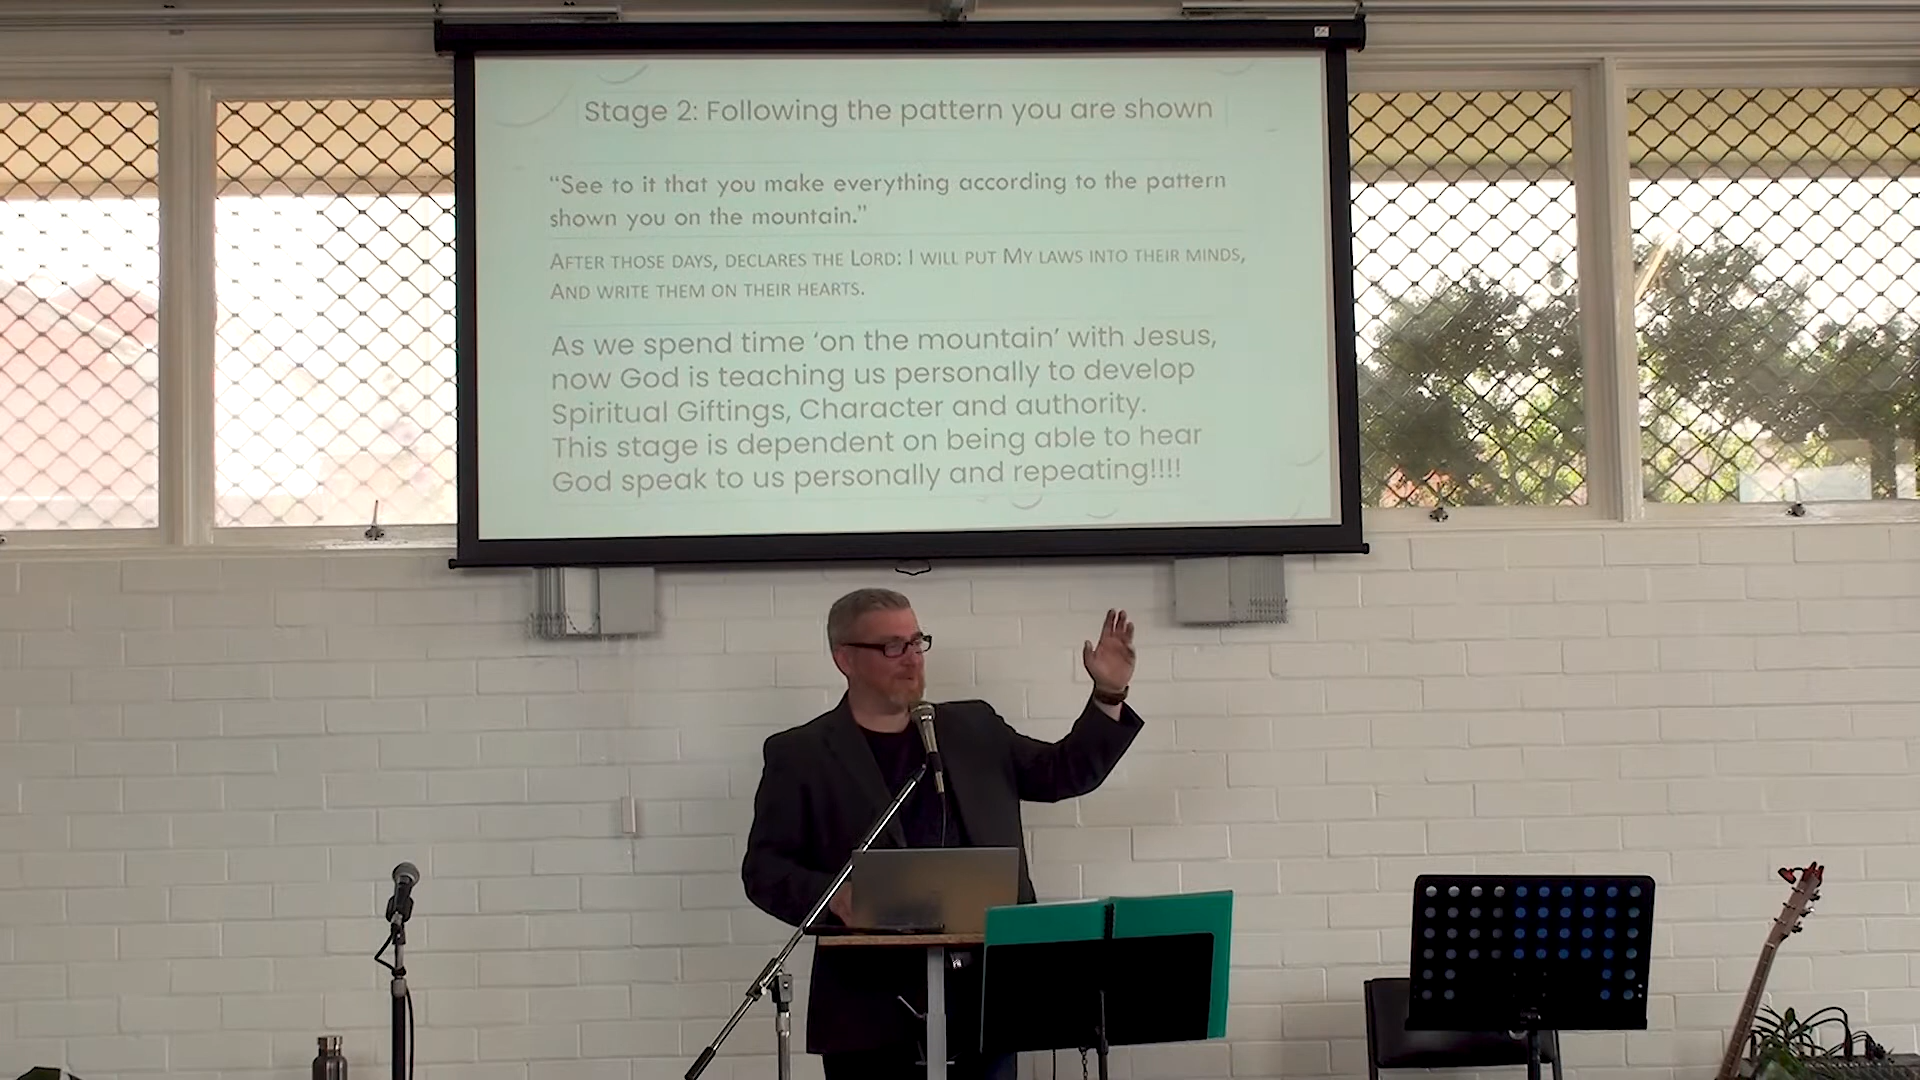 Stage 2: Following the pattern you are shown
“See to it that you make everything according to the pattern
shown you on the mountain.”
AFTER THOSE DAYS, DECLARES THE LORD: I WILL PUT MY LAWS INTO THEIR MINDS,
AND WRITE THEM ON THEIR HEARTS.
As we spend time ‘on the mountain’ with Jesus,
now God is teaching us personally to develop
Spiritual Giftings, Character and authority.
This stage is dependent on being able to hear
God speak to us personally and repeating!!!!